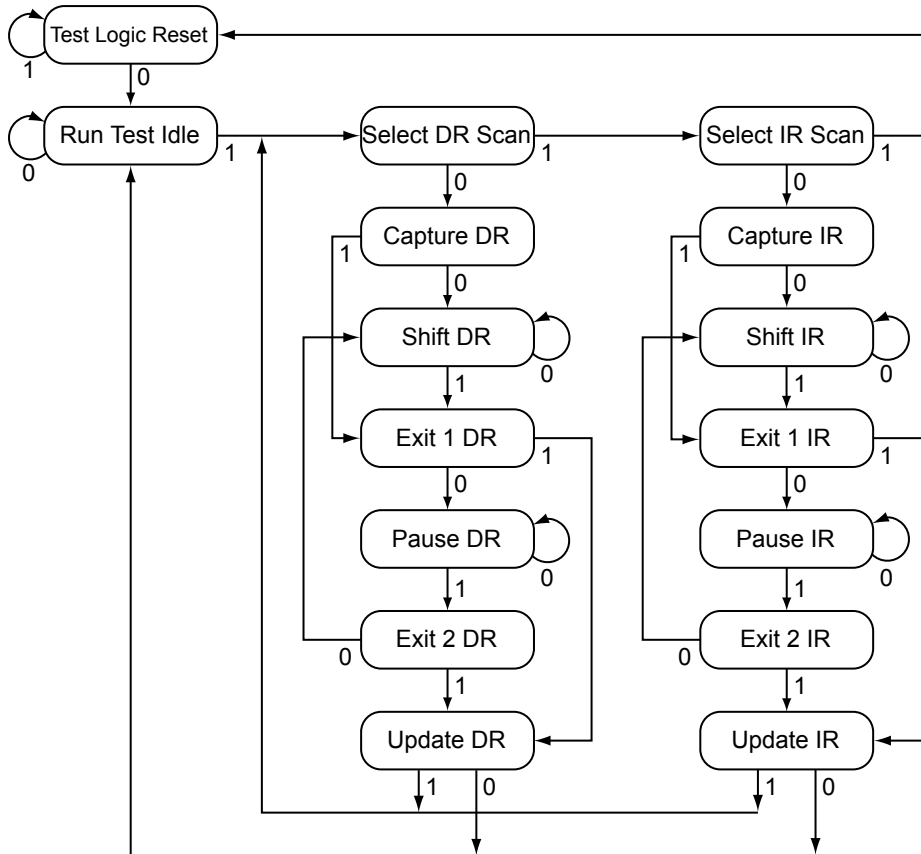 Test Logic Reset
1
0
Run Test Idle
0
1
Select DR Scan
1
0
Select IR Scan
1
0
Capture DR
1
0
Capture IR
1
0
Shift DR
0
1
Shift IR
0
1
Exit 1 DR
1
0
Exit 1 IR
1
0
Pause DR
0
1
Pause IR
0
1
Exit 2 DR
0
1
Exit 2 IR
0
1
Update DR
1
0
Update IR
1
0